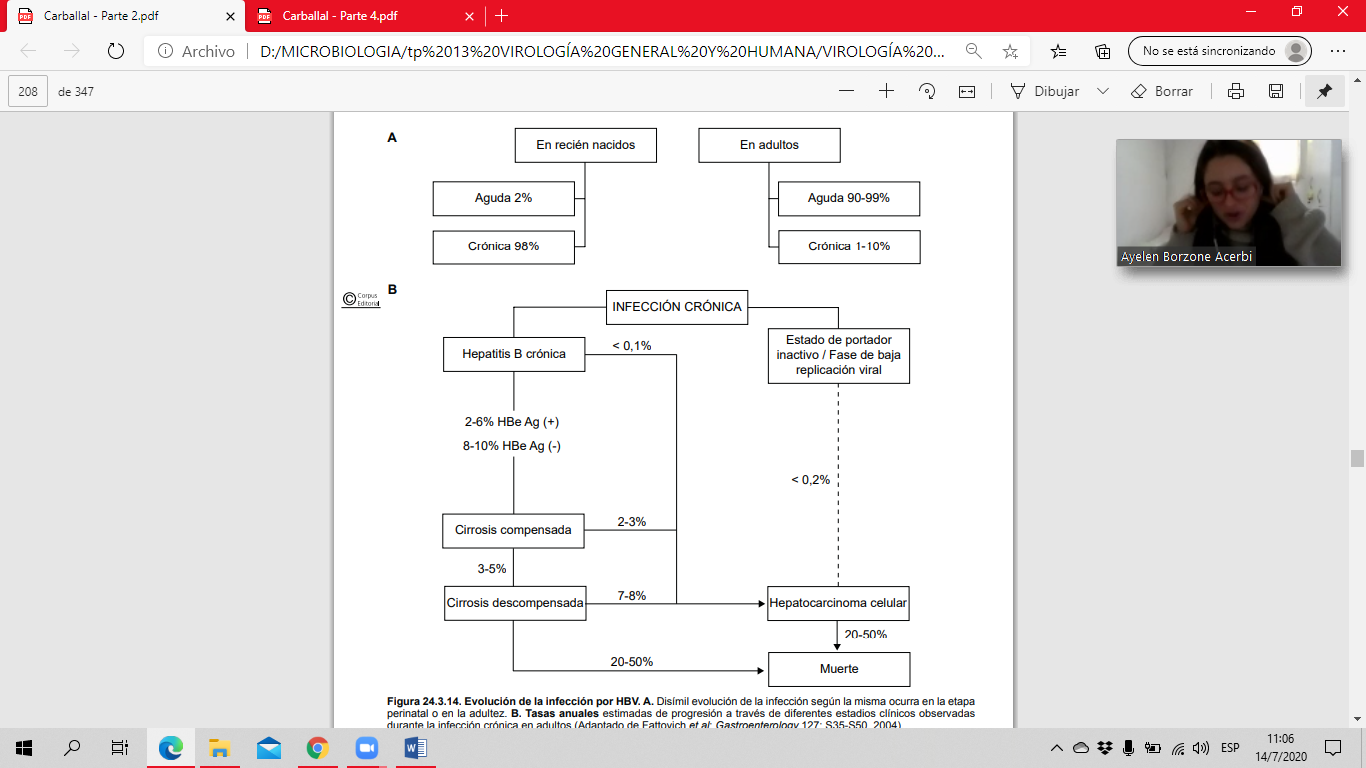 Carballal - Parte 2.pdf
Carballal - Parte 4.pdf
Archivo
D:/MICROBIOLOGIA/tp%2013%20VIROLOGÍA%20GENERAL%20Y%20HUMANA/VIROLOGÍA%20...
No se está sincronizando
208 de 347
Dibujar
Borrar
A
En recién nacidos
En adultos
Aguda 2%
Aguda 90-99%
Crónica 98%
Crónica 1-10%
Ayelen Borzone Acerbi
B
© Corpus
Editorial
INFECCIÓN CRÓNICA
Estado de portador
inactivo / Fase de baja
replicación viral
Hepatitis B crónica
< 0,1%
2-6% HBe Ag (+)
8-10% HBe Ag (-)
< 0,2%
Cirrosis compensada
2-3%
3-5%
Cirrosis descompensada
7-8%
Hepatocarcinoma celular
20-50%
20-50%
Muerte
Figura 24.3.14. Evolución de la infección por HBV. A. Disímil evolución de la infección según la misma ocurra en la etapa
perinatal o en la adultez. B. Tasas anuales estimadas de progresión a través de diferentes estadios clínicos observadas
durante la infección crónica en adultos (Adaptado de Fattovich et al; Gastroenterology 127: S35-S50, 2004)
ESP
11:06
14/7/2020